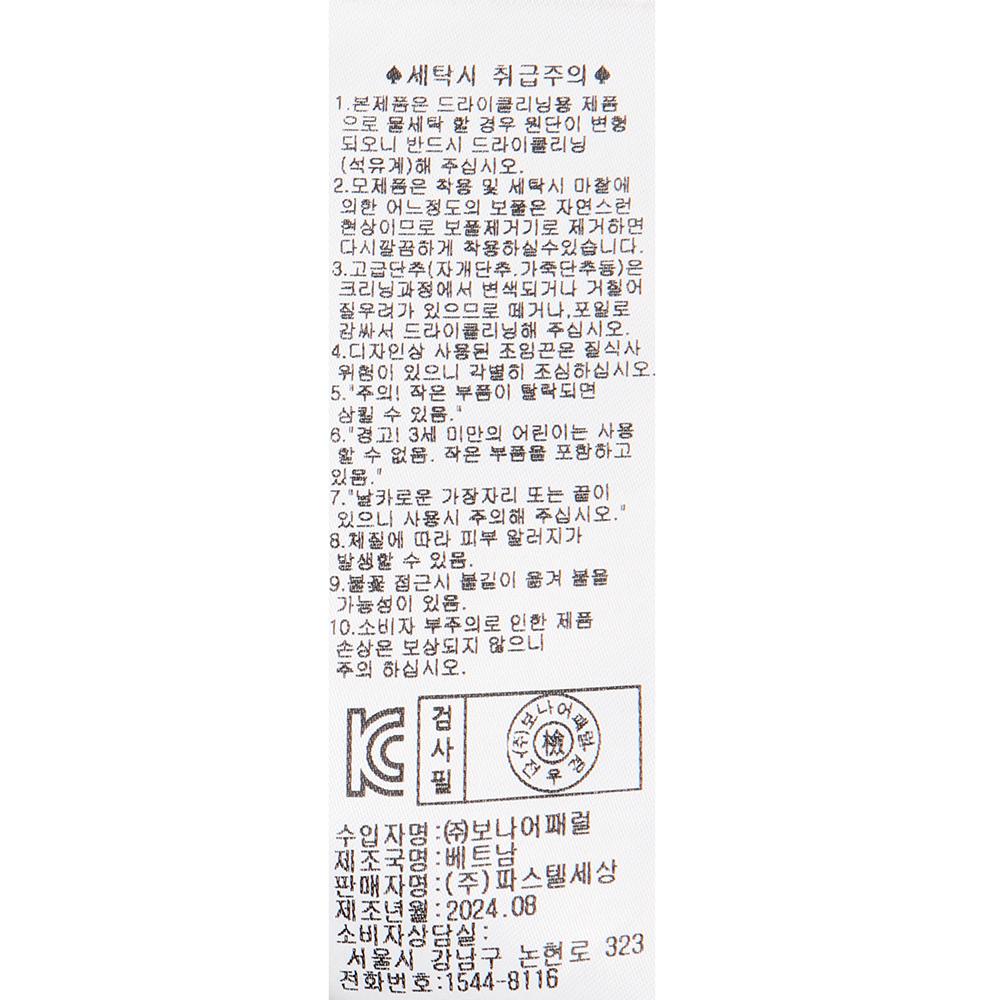 ♠세탁시 취급주의♠
1.본제품은 드라이클리닝용 제품
으로 물세탁 할 경우 원단이 변형
되오니 반드시 드라이클리닝
(석유계)해 주십시오.
2.모제품은 착용 및 세탁시 마찰에
의한 어느정도의 보풀은 자연스런
현상이므로 보풀제거기로 제거하면
다시깔끔하게 착용하실수있습니다.
3.고급단추(자개단추.가죽단추등)은
크리닝과정에서 변색되거나 거칠어
질우려가 있으므로 떼거나,포일로
감싸서 드라이클리닝해 주십시오.
4.디자인상 사용된 조임끈은 질식사
위험이 있으니 각별히 조심하십시오.
5."주의! 작은 부품이 탈락되면
삼킬 수 있음."
6."경고! 3세 미만의 어린이는 사용
할 수 없음. 작은 부품을 포함하고
있음."
7."날카로운 가장자리 또는 끝이
있으니 사용시 주의해 주십시오."
8.체질에 따라 피부 알러지가
발생할 수 있음.
9.불꽃 접근시 불길이 옮겨 붙을
가능성이 있음.
10.소비자 부주의로 인한 제품
손상은 보상되지 않으니
주의 하십시오.
KC 검사필 (주)보나어패럴 檢
수입자명:㈜보나어패럴
제조국명:베트남
판매자명:(주)파스텔세상
제조년월:2024.08
소비자상담실:
서울시 강남구 논현로 323
전화번호:1544-8116